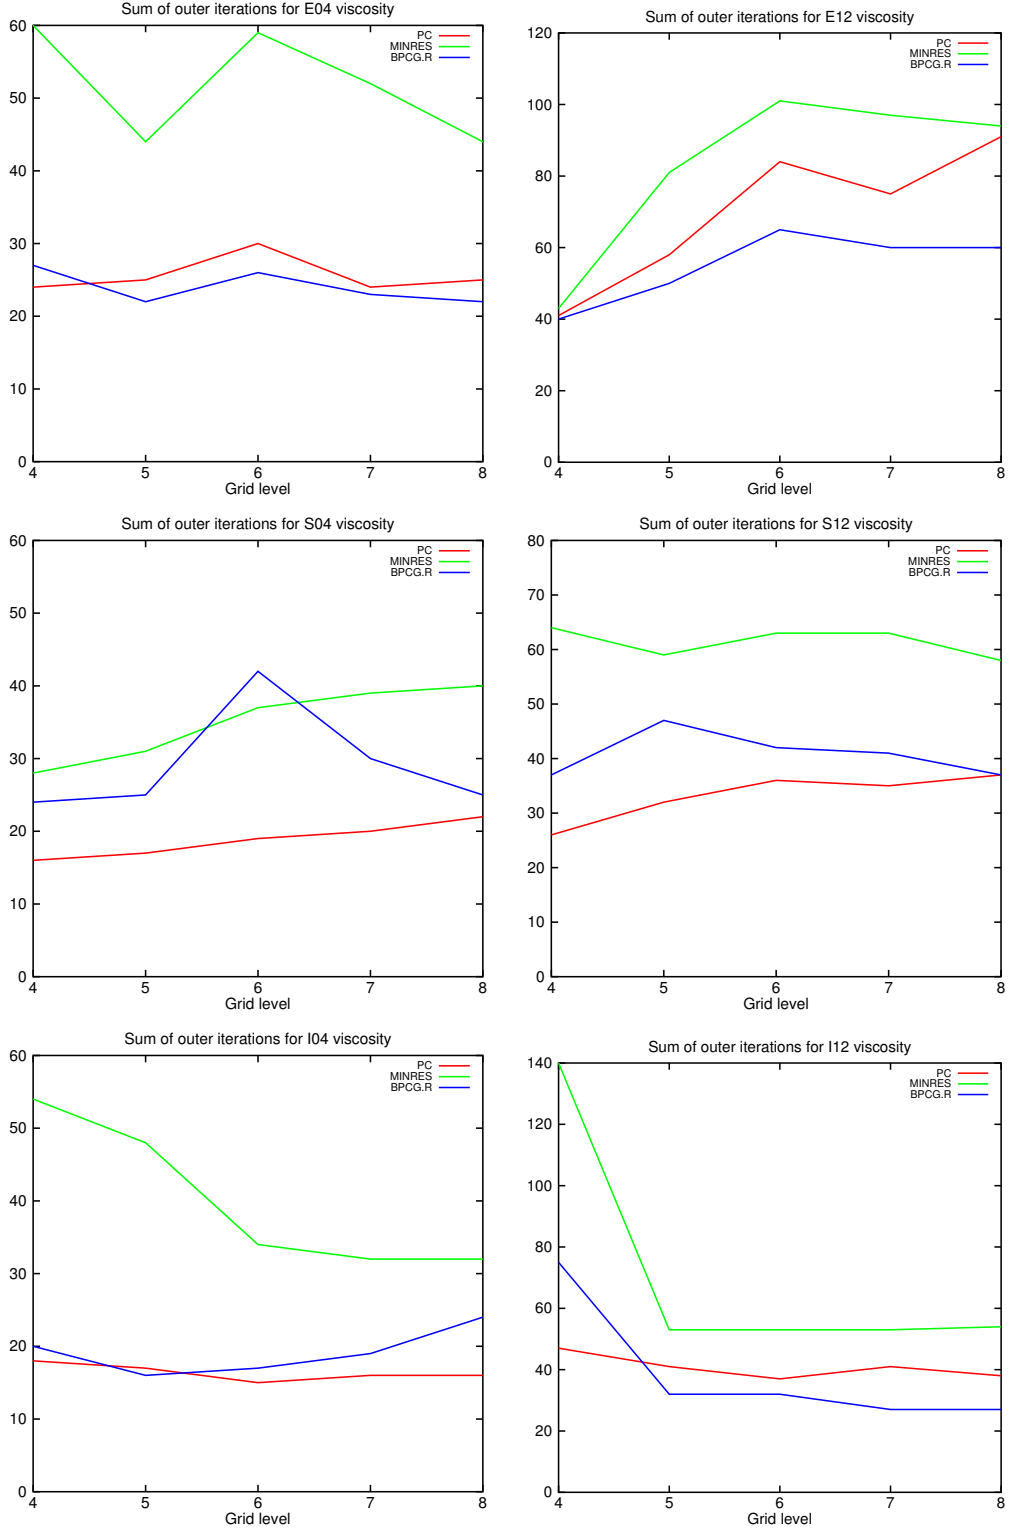 Sum of outer iterations for E04 viscosity
PC
MINRES
BPCG.R
60
50
40
30
20
10
0
4 5 6 7 8
Grid level
Sum of outer iterations for E12 viscosity
PC
MINRES
BPCG.R
120
100
80
60
40
20
0
4 5 6 7 8
Grid level
Sum of outer iterations for S04 viscosity
PC
MINRES
BPCG.R
60
50
40
30
20
10
0
4 5 6 7 8
Grid level
Sum of outer iterations for S12 viscosity
PC
MINRES
BPCG.R
80
70
60
50
40
30
20
10
0
4 5 6 7 8
Grid level
Sum of outer iterations for I04 viscosity
PC
MINRES
BPCG.R
60
50
40
30
20
10
0
4 5 6 7 8
Grid level
Sum of outer iterations for I12 viscosity
PC
MINRES
BPCG.R
140
120
100
80
60
40
20
0
4 5 6 7 8
Grid level